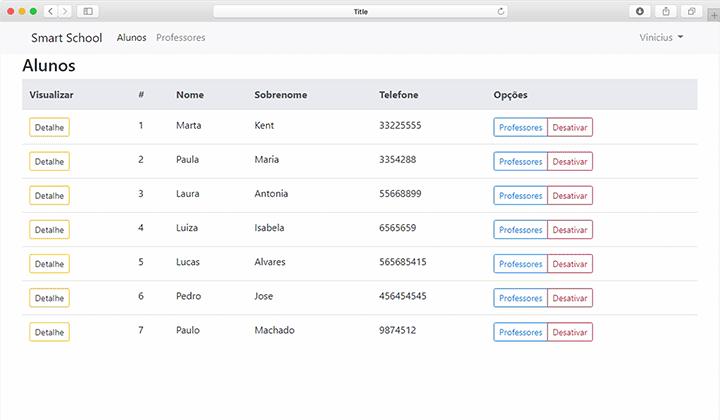 Title
Smart School Alunos Professores Vinicius
Alunos
Visualizar # Nome Sobrenome Telefone Opções
Detalhe 1 Marta Kent 33225555 Professores Desativar
Detalhe 2 Paula Maria 3354288 Professores Desativar
Detalhe 3 Laura Antonia 55668899 Professores Desativar
Detalhe 4 Luiza Isabela 6565659 Professores Desativar
Detalhe 5 Lucas Alvares 565685415 Professores Desativar
Detalhe 6 Pedro Jose 456454545 Professores Desativar
Detalhe 7 Paulo Machado 9874512 Professores Desativar